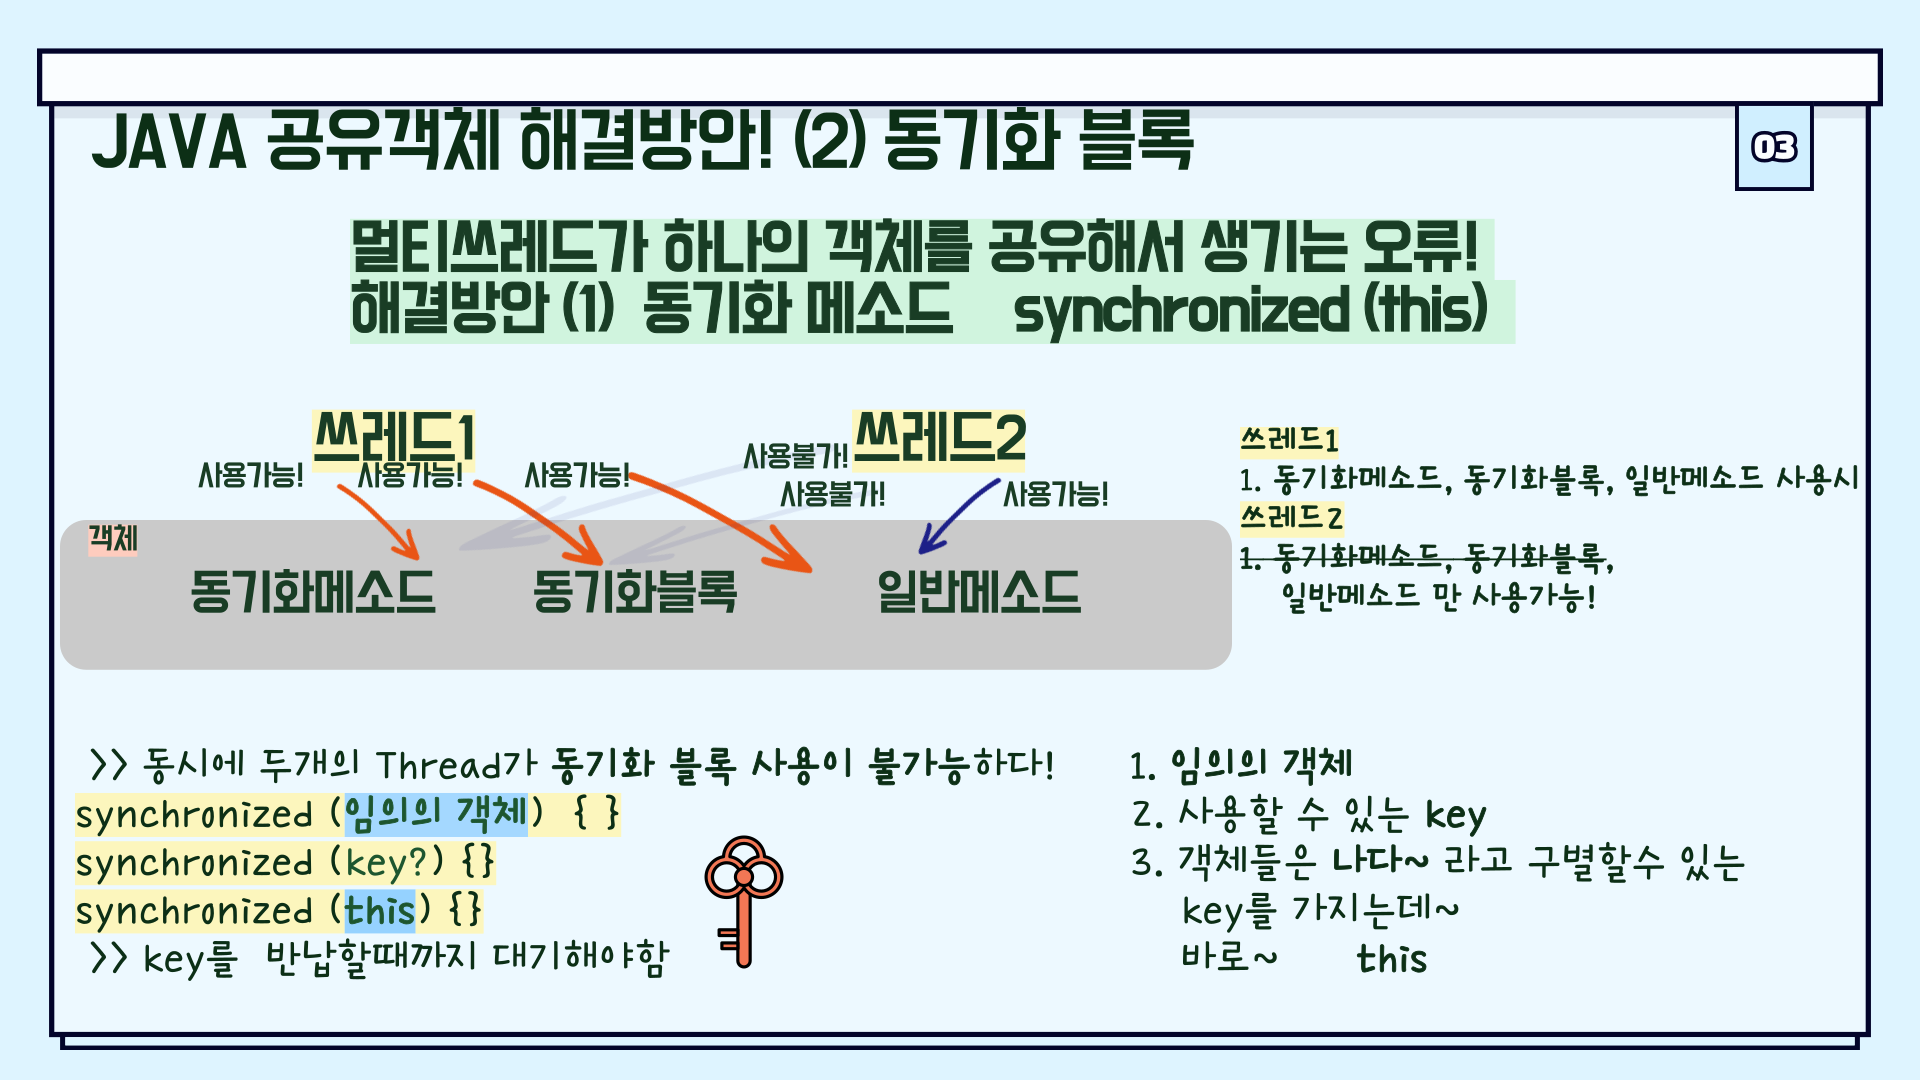 JAVA 공유객체 해결방안! (2) 동기화 블록
03
멀티쓰레드가 하나의 객체를 공유해서 생기는 오류!
해결방안 (1) 동기화 메소드 synchronized (this)
쓰레드1
쓰레드2
사용가능! 사용가능! 사용가능!
사용불가!
사용불가! 사용가능!
객체
동기화메소드 동기화블록 일반메소드
쓰레드1
1. 동기화메소드, 동기화블록, 일반메소드 사용시
쓰레드2
1. 동기화메소드, 동기화블록,
일반메소드 만 사용가능!
>> 동시에 두개의 Thread가 동기화 블록 사용이 불가능하다!
synchronized (임의의 객체) { }
synchronized (key?) {}
synchronized (this) {}
>> key를 반납할때까지 대기해야함
1. 임의의 객체
2. 사용할 수 있는 key
3. 객체들은 나다~ 라고 구별할수 있는
key를 가지는데~
바로~ this